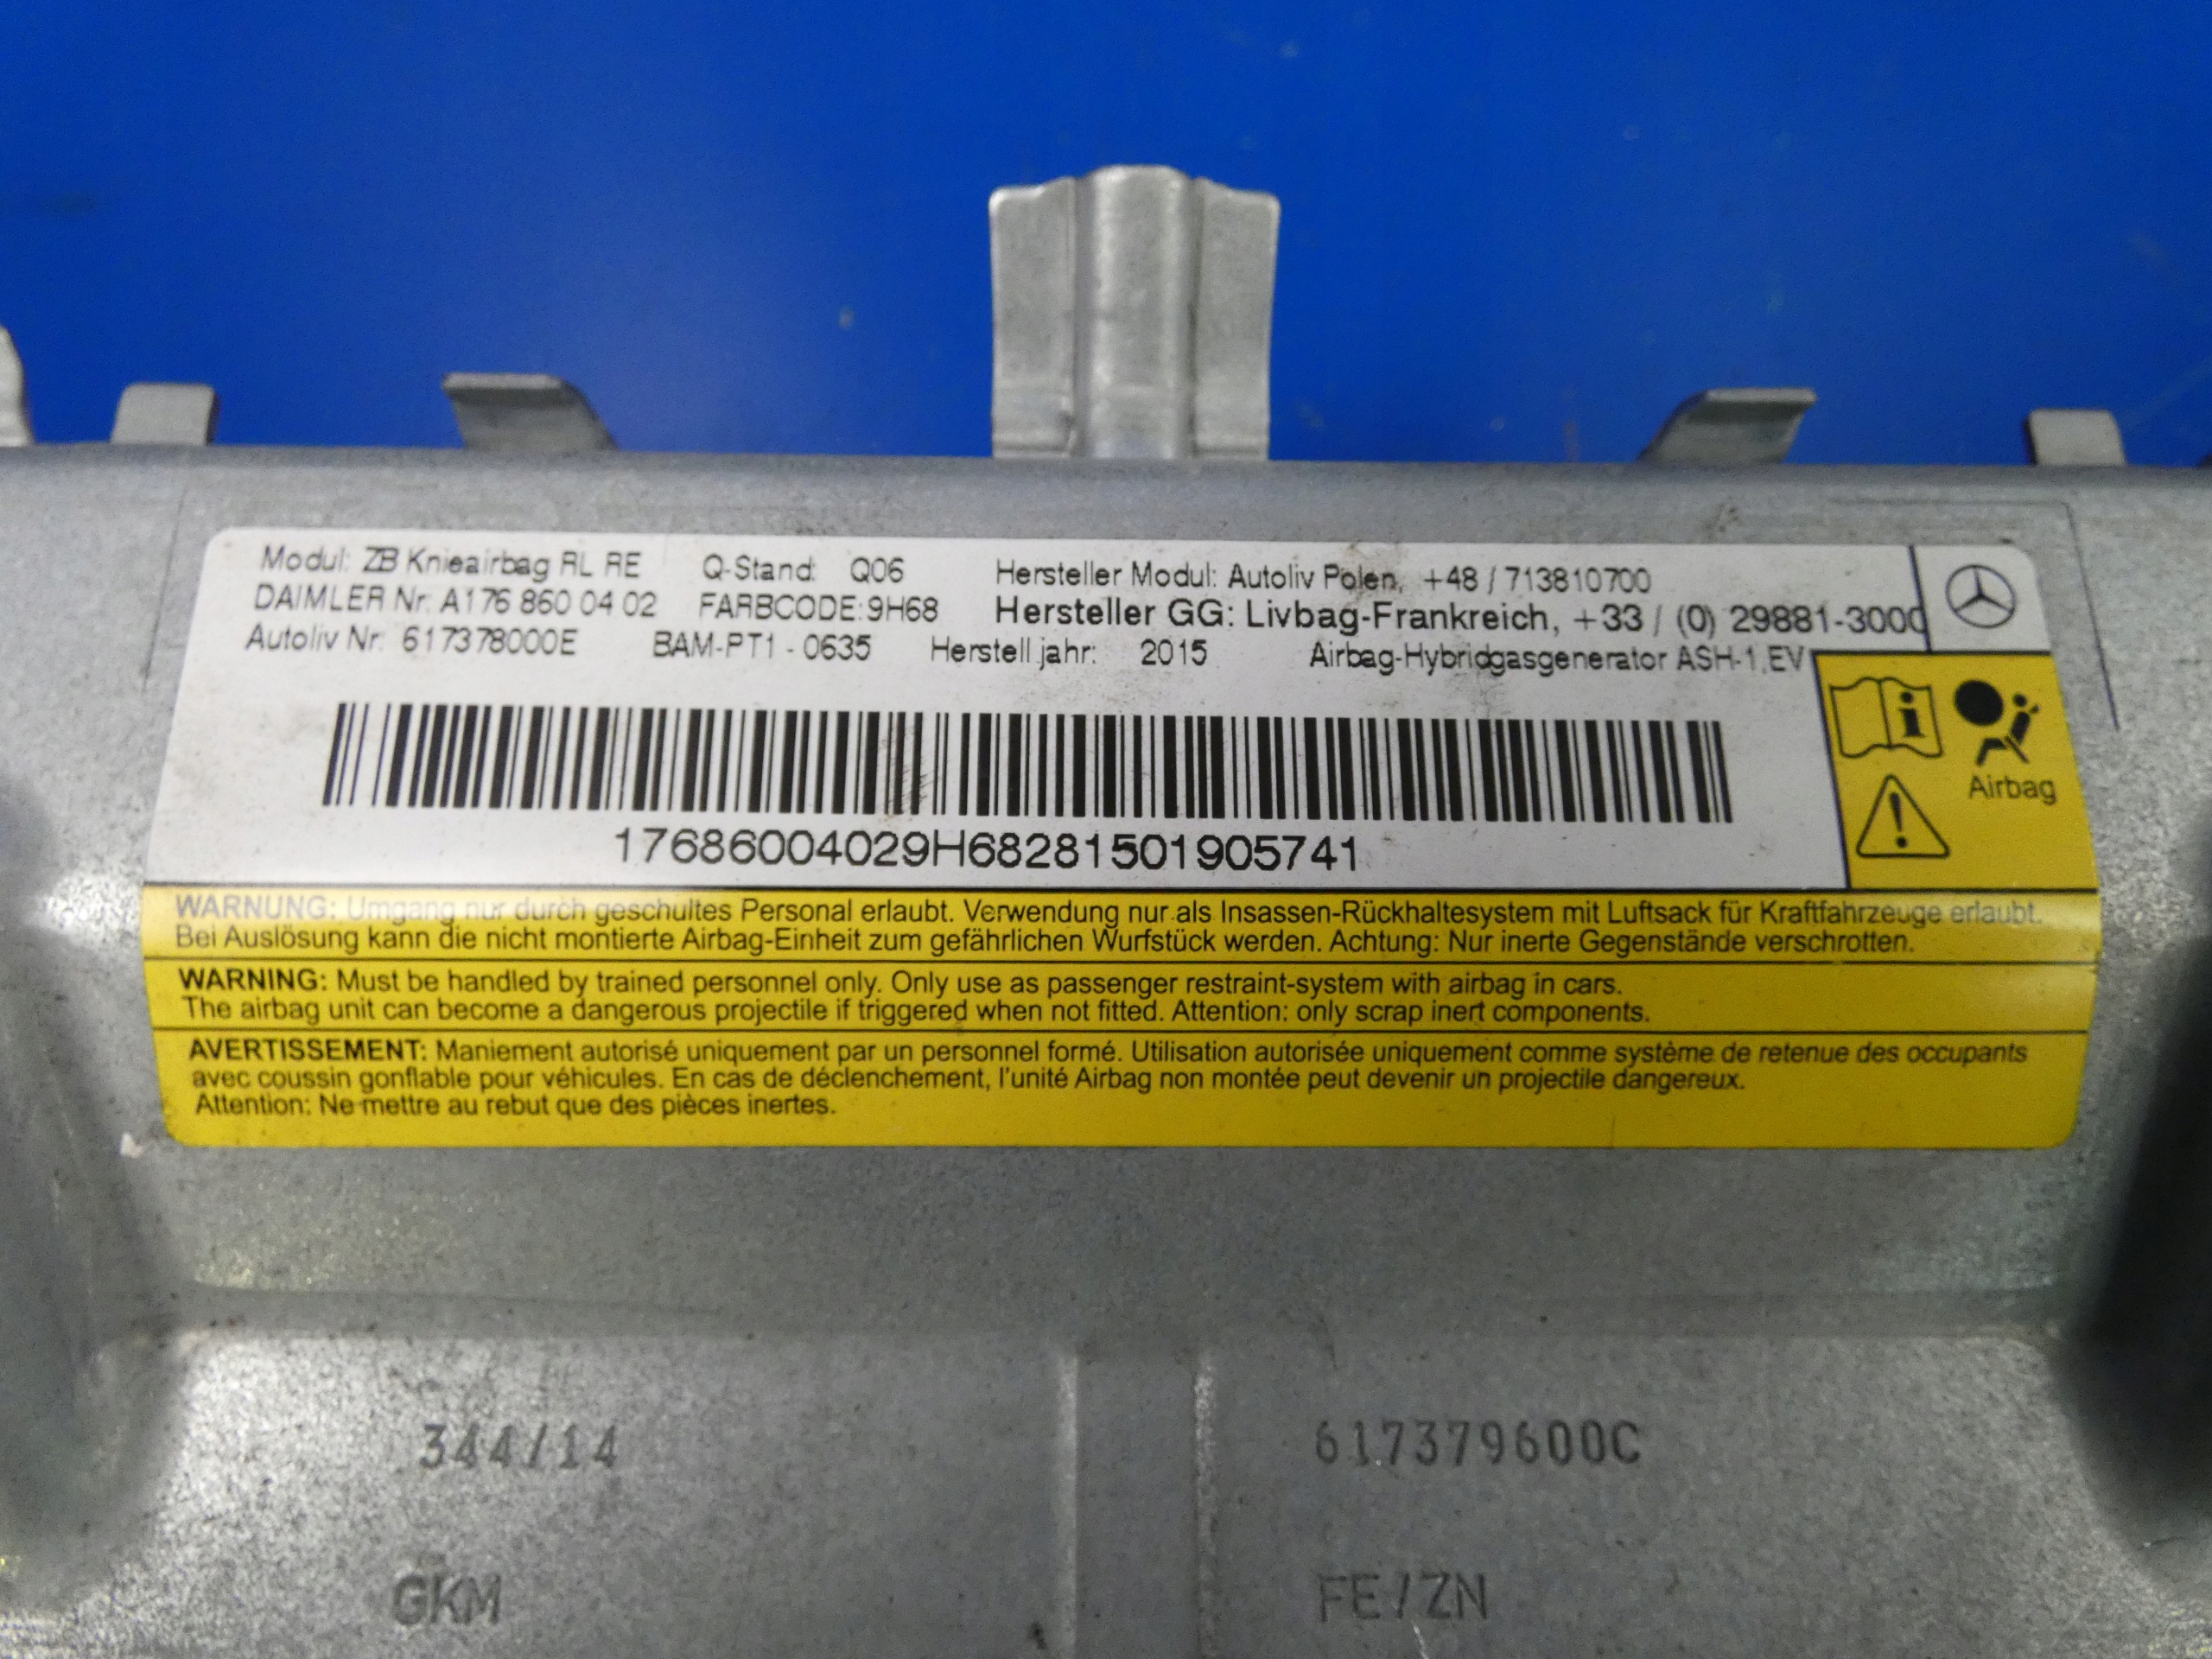 Modul: ZB Knieairbag RL RE Q-Stand: Q06 Hersteller Modul: Autoliv Polen, +48 / 713810700
DAIMLER Nr. A176 860 04 02 FARBCODE:9H68 Hersteller GG: Livbag-Frankreich, +33 / (0) 29881-3000
Autoliv Nr. 617378000E BAM-PT1 - 0635 Herstell jahr: 2015 Airbag-Hybridgasgenerator ASH-1.EV
Airbag
17686004029H68281501905741
WARNUNG: Umgang nur durch geschultes Personal erlaubt. Verwendung nur als Insassen-Rückhaltesystem mit Luftsack für Kraftfahrzeuge erlaubt.
Bei Auslösung kann die nicht montierte Airbag-Einheit zum gefährlichen Wurfstück werden. Achtung: Nur inerte Gegenstände verschrotten.
WARNING: Must be handled by trained personnel only. Only use as passenger restraint-system with airbag in cars.
The airbag unit can become a dangerous projectile if triggered when not fitted. Attention: only scrap inert components.
AVERTISSEMENT: Maniement autorisé uniquement par un personnel formé. Utilisation autorisée uniquement comme système de retenue des occupants
avec coussin gonflable pour véhicules. En cas de déclenchement, l'unité Airbag non montée peut devenir un projectile dangereux.
Attention: Ne mettre au rebut que des pièces inertes.
344/14 617379600C
GKM FE/ZN